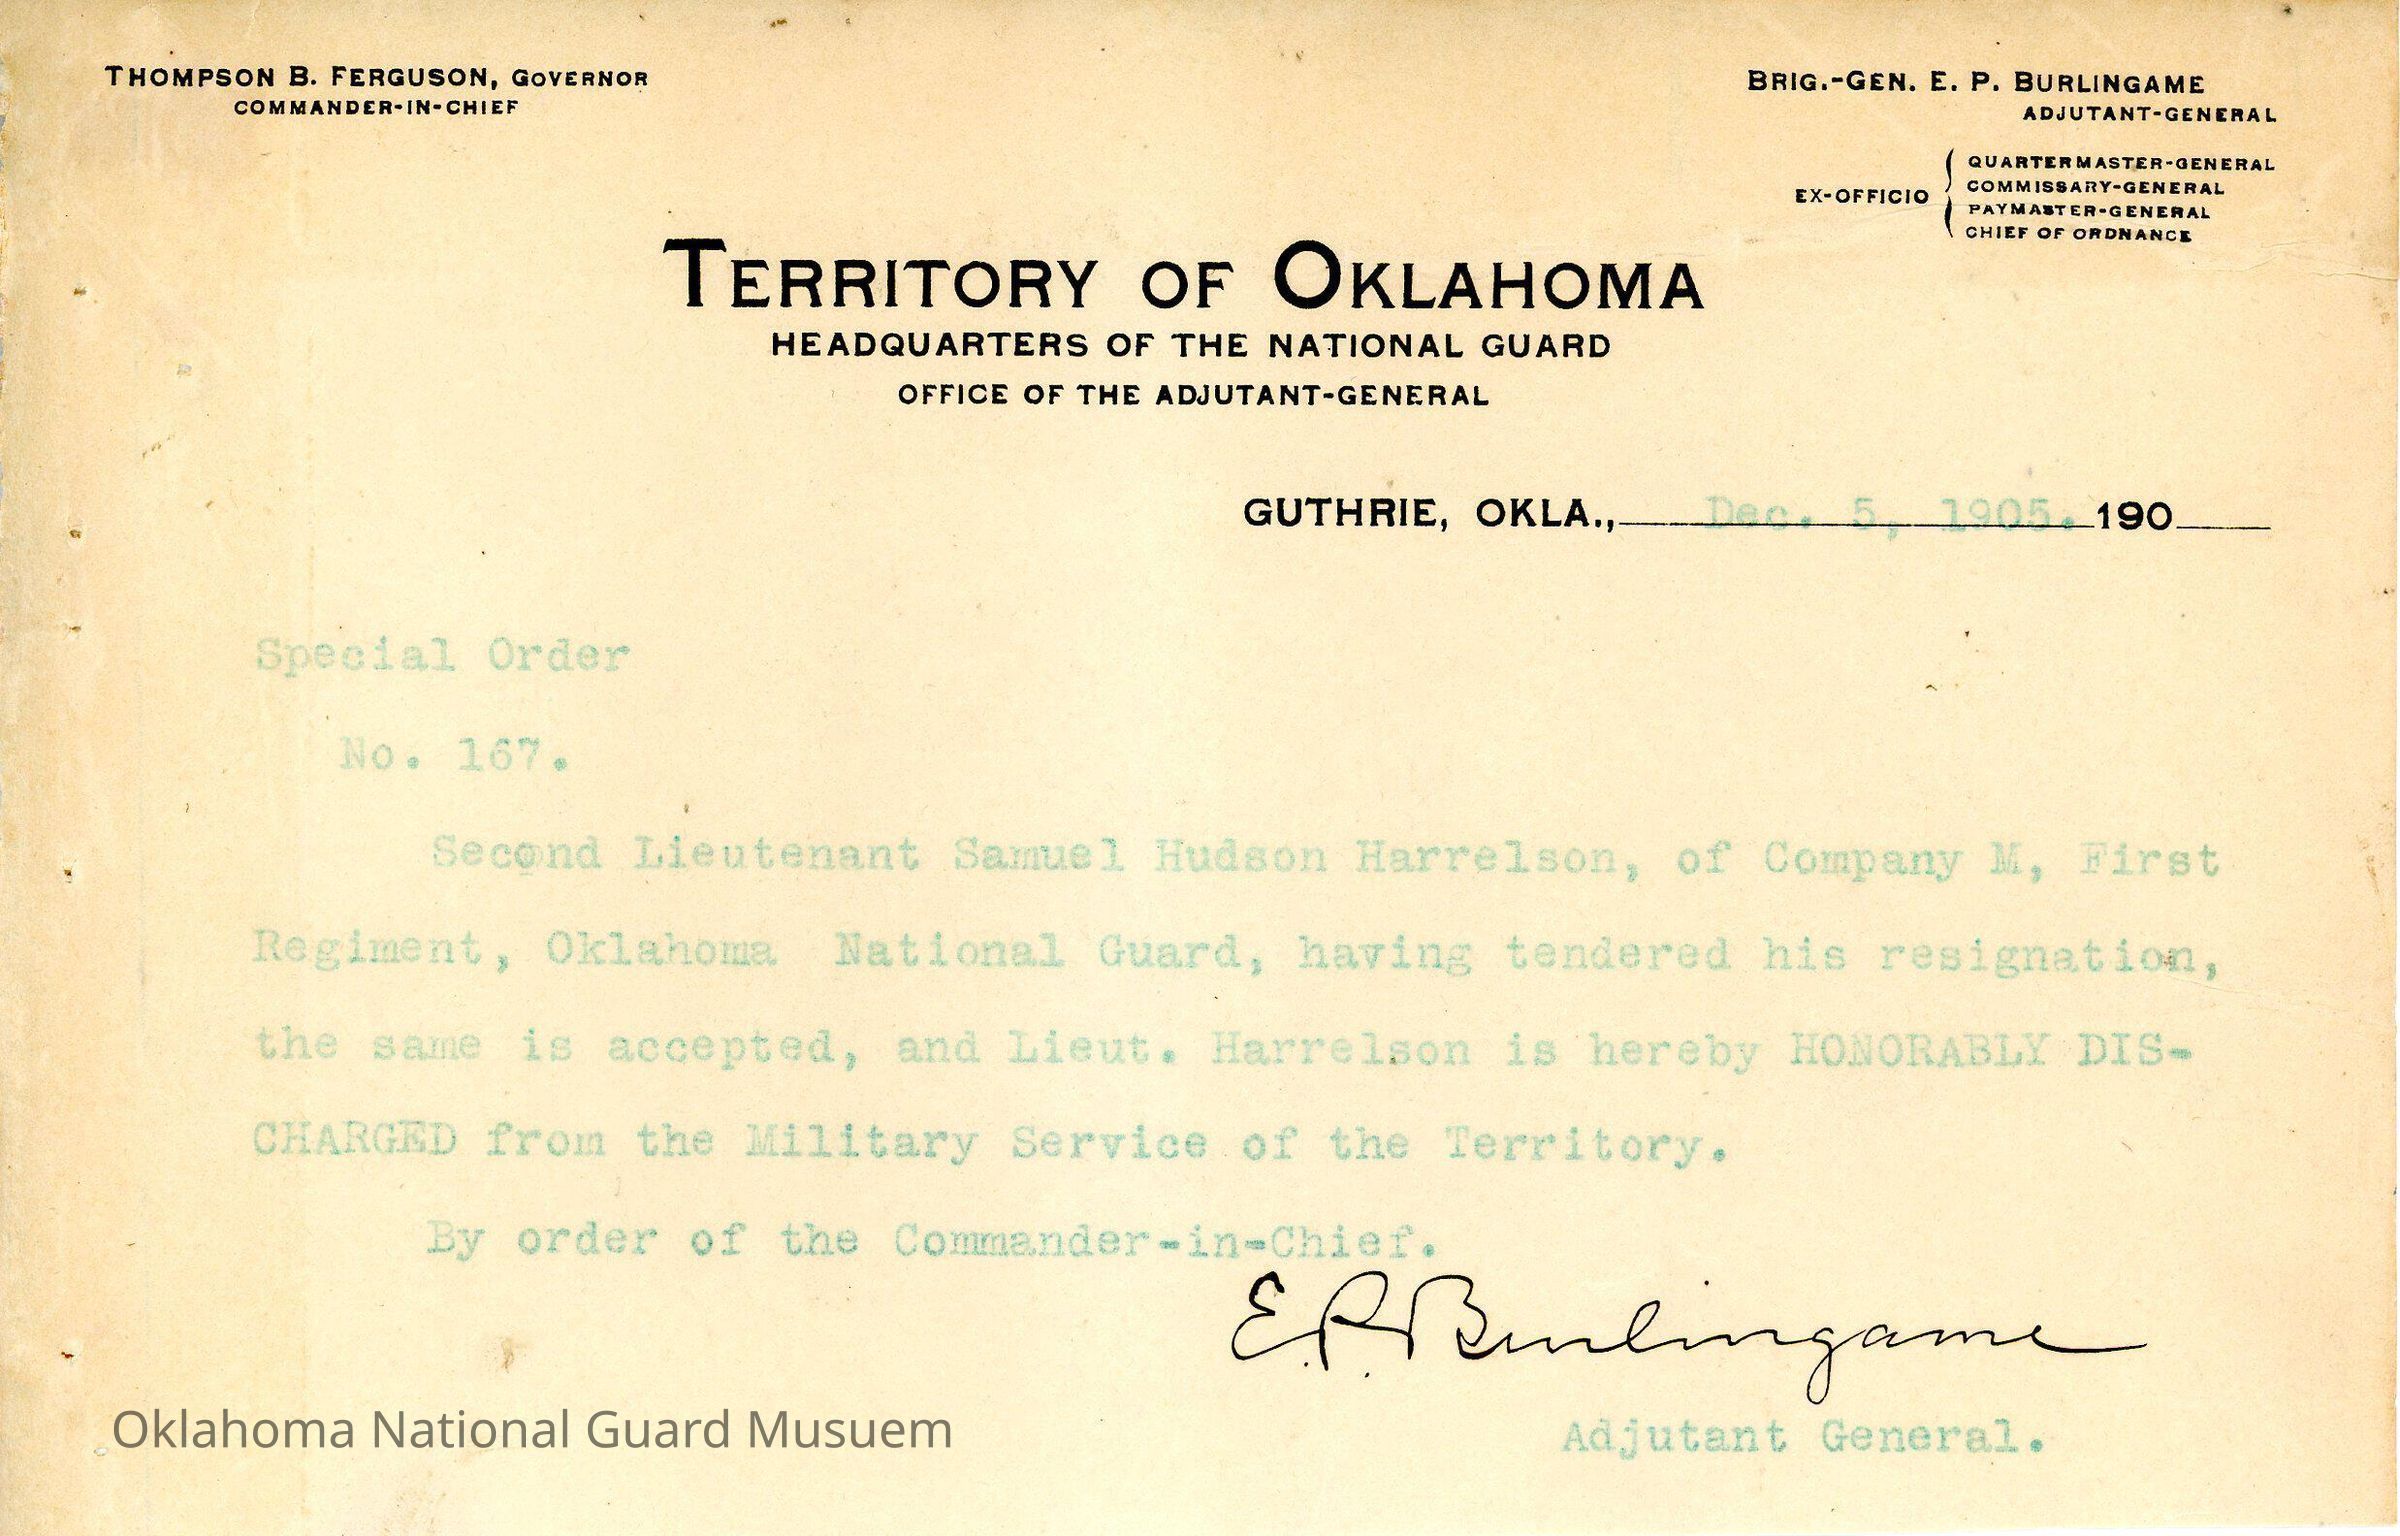 THOMPSON B. FERGUSON, GOVERNOR
COMMANDER-IN-CHIEF
BRIG.-GEN. E. P. BURLINGAME
ADJUTANT-GENERAL
EX-OFFICIO
QUARTERMASTER-GENERAL
COMMISSARY-GENERAL
PAYMASTER-GENERAL
CHIEF OF ORDNANCE
TERRITORY OF OKLAHOMA
HEADQUARTERS OF THE NATIONAL GUARD
OFFICE OF THE ADJUTANT-GENERAL
GUTHRIE, OKLA., Dec. 5, 1905. 190
Special Order
No. 167.
Second Lieutenant Samuel Hudson Harrelson, of Company M, First
Regiment, Oklahoma National Guard, having tendered his resignation,
the same is accepted, and Lieut. Harrelson is hereby HONORABLY DIS-
CHARGED from the Military Service of the Territory.
By order of the Commander-in-Chief.
E. P. Burlingame
Adjutant General.
Oklahoma National Guard Musuem